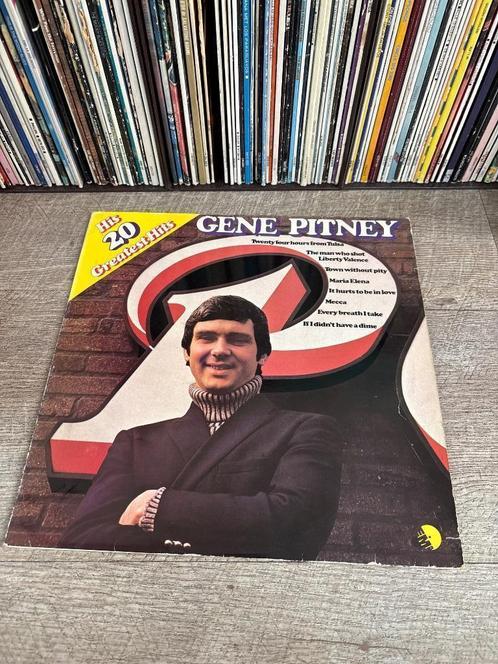 His
20
Greatest Hits
GENE PITNEY
Twenty four hours from Tulsa
The man who shot
Liberty Valence
Town without pity
Maria Elena
It hurts to be in love
Mecca
Every breath I take
If I didn't have a dime
EMI